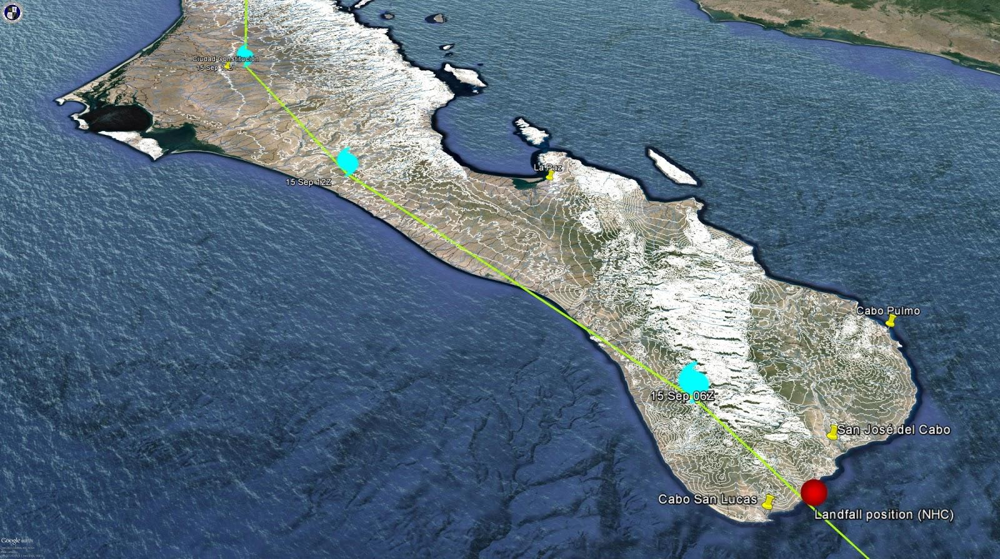 Ciudad Constitución
La Paz
15 Sep 12Z
Cabo Pulmo
15 Sep 06Z
San José del Cabo
Cabo San Lucas
Landfall position (NHC)
Google earth